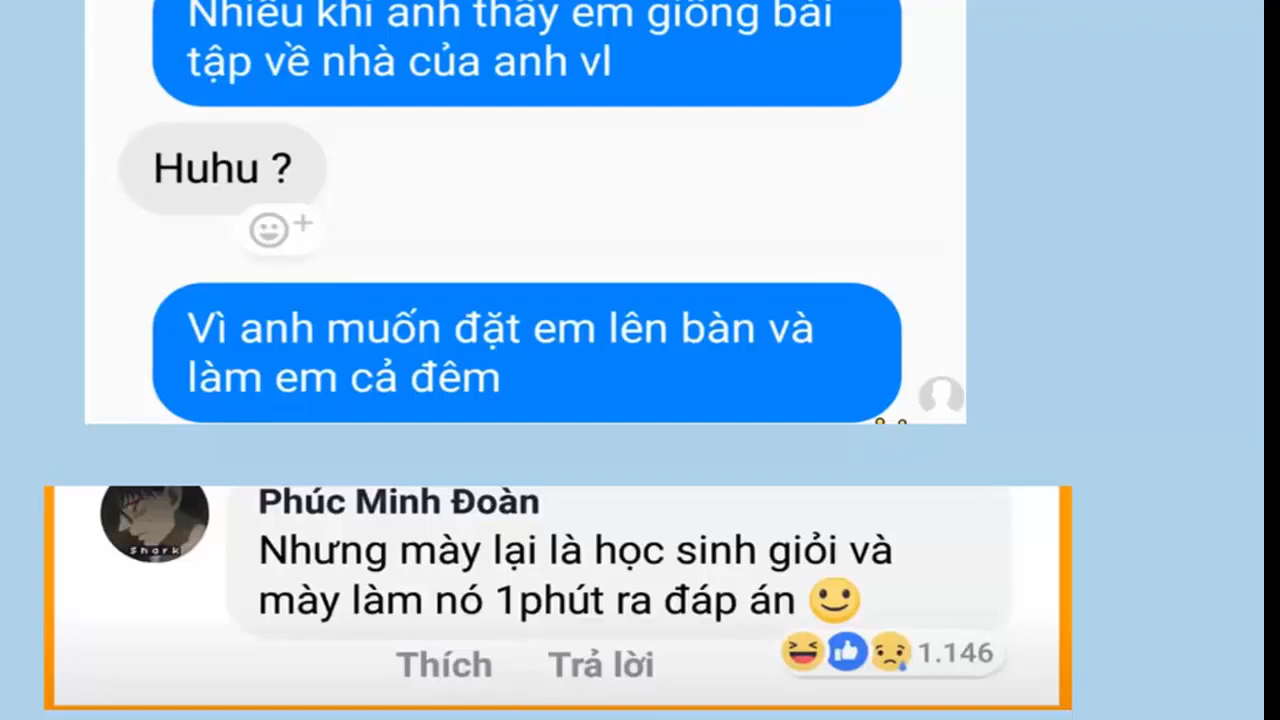 Nhiều khi anh thấy em giống bài
tập về nhà của anh vl
Huhu ?
Vì anh muốn đặt em lên bàn và
làm em cả đêm
Shark
Phúc Minh Đoàn
Nhưng mày lại là học sinh giỏi và
mày làm nó 1phút ra đáp án 🙂
Thích Trả lời 1.146